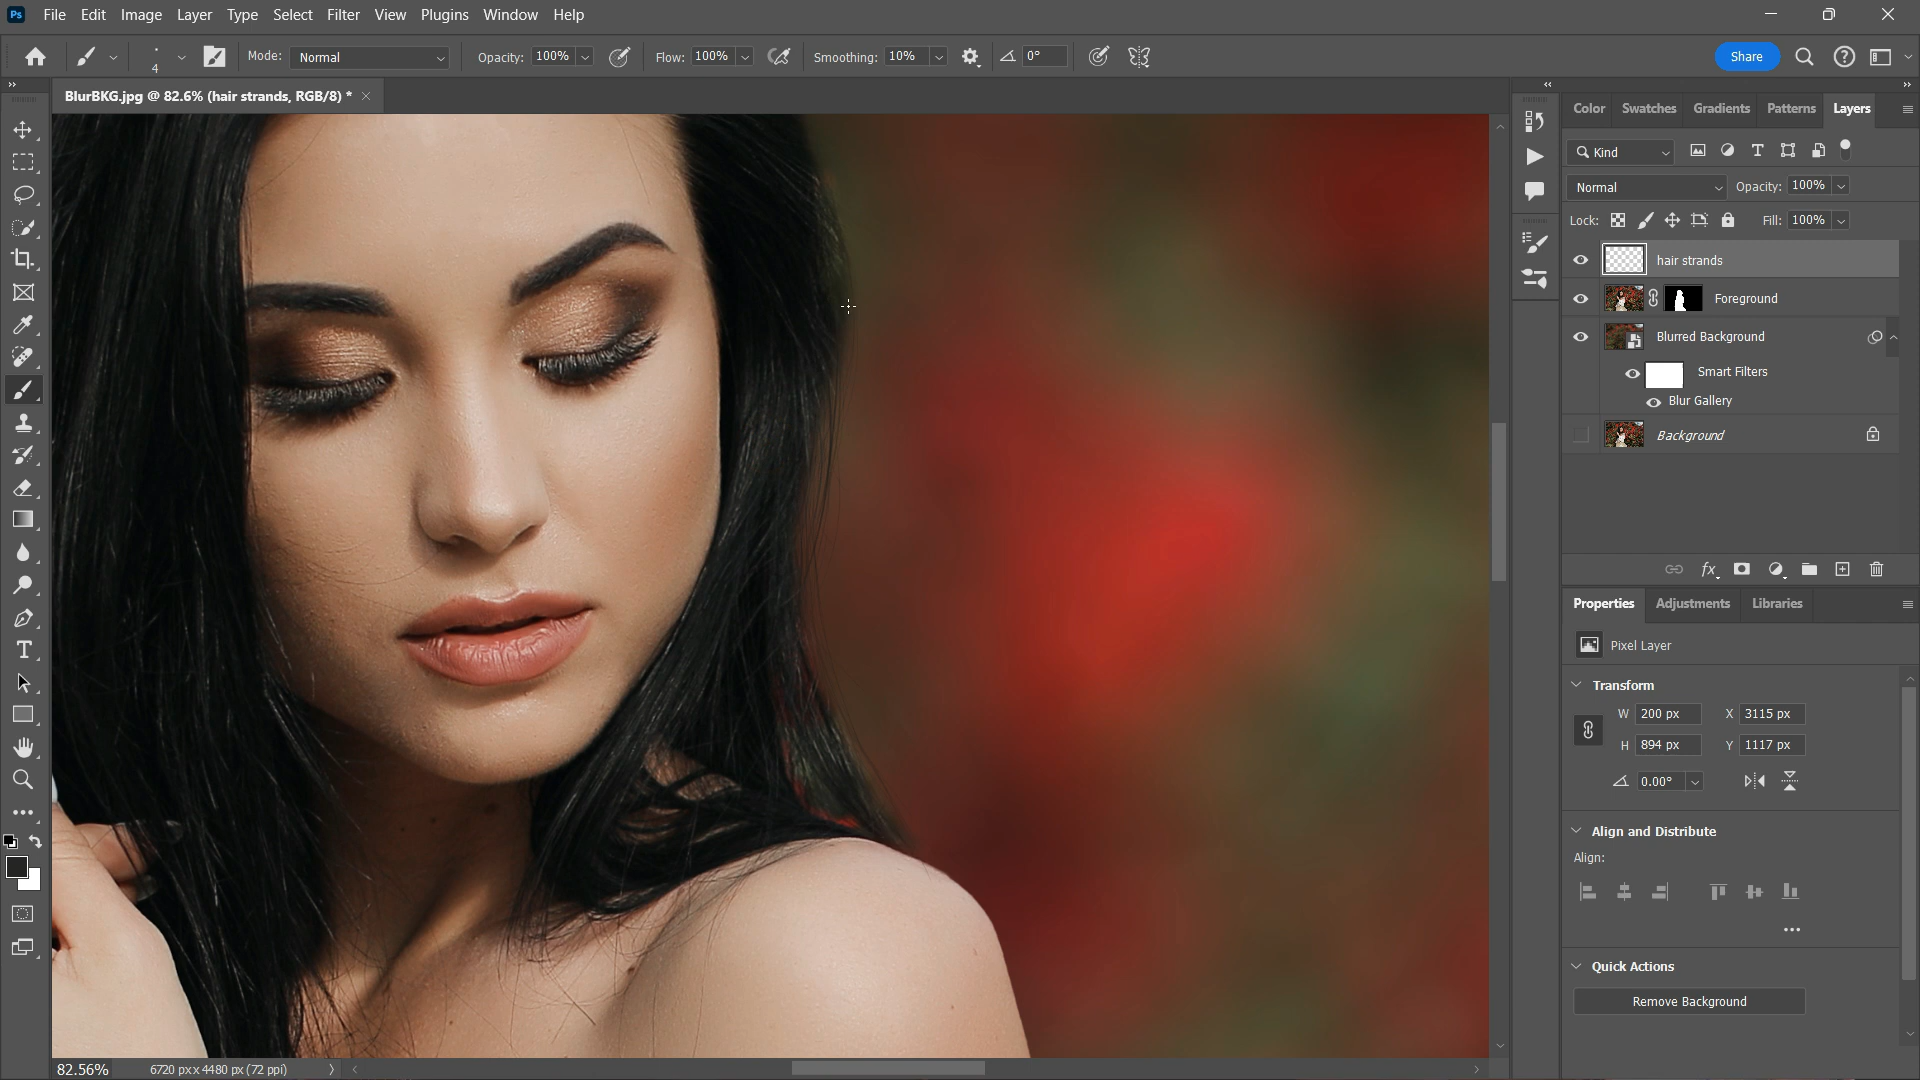 Ps File Edit Image Layer Type Select Filter View Plugins Window Help
4 Mode: Normal Opacity: 100% Flow: 100% Smoothing: 10% 0° Share
BlurBKG.jpg @ 82.6% (hair strands, RGB/8) *
Color Swatches Gradients Patterns Layers
Kind
Normal Opacity: 100%
Lock: Fill: 100%
hair strands
Foreground
Blurred Background
Smart Filters
Blur Gallery
Background
fx
Properties Adjustments Libraries
Pixel Layer
Transform
W 200 px X 3115 px
H 894 px Y 1117 px
0.00°
Align and Distribute
Align:
Quick Actions
Remove Background
82.56% 6720 px x 4480 px (72 ppi)